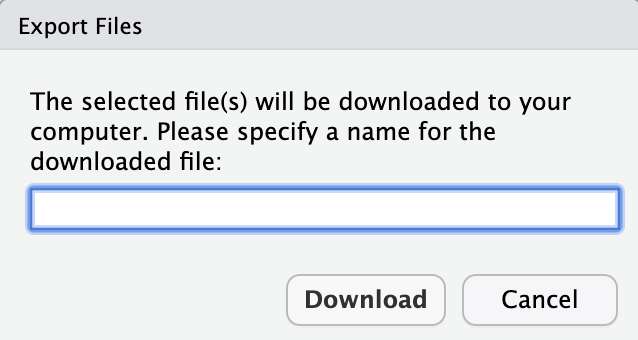 Export Files
The selected file(s) will be downloaded to your
computer. Please specify a name for the
downloaded file:
Download
Cancel